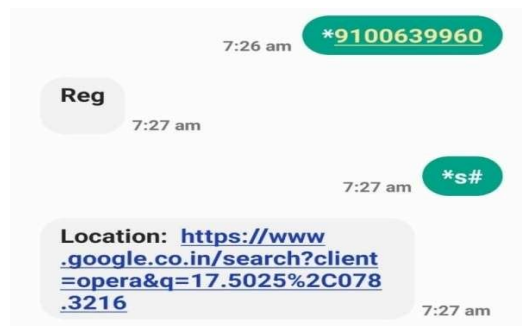 *9100639960
7:26 am
Reg
7:27 am
*s#
7:27 am
Location: https://www
.google.co.in/search?client
=opera&q=17.5025%2C078
.3216
7:27 am